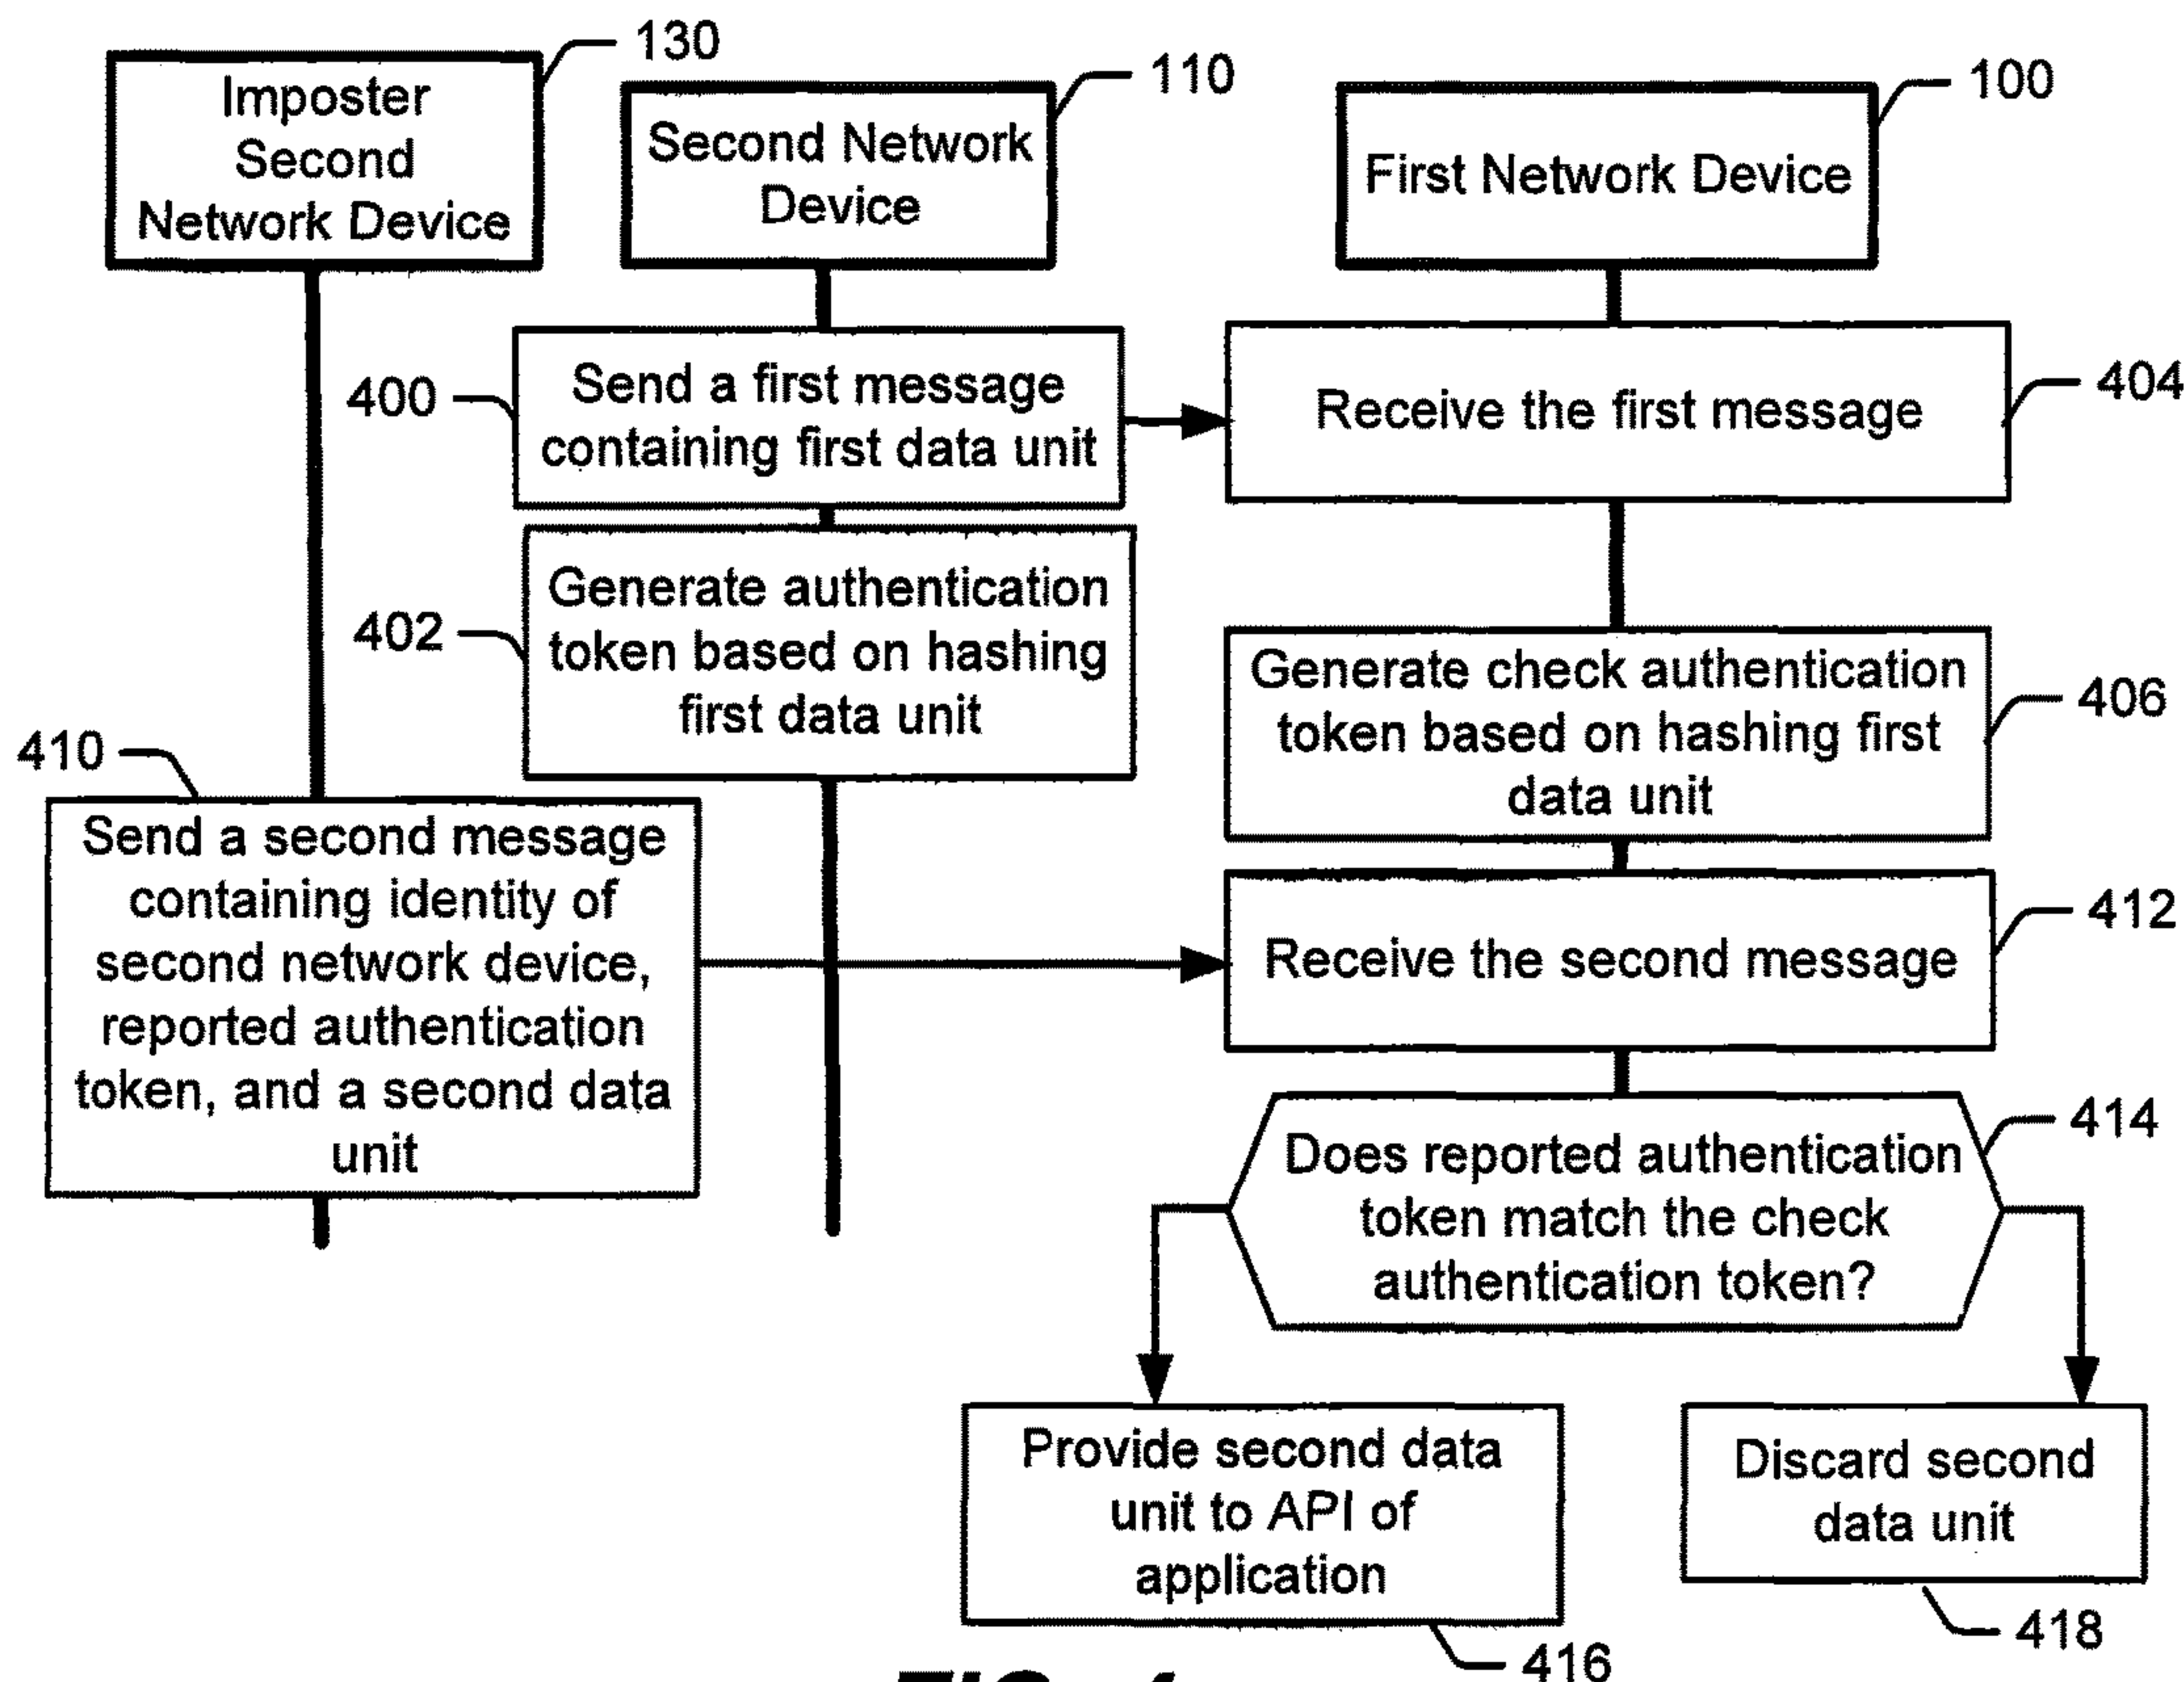 130
Imposter
Second
Network Device
110
Second Network
Device
100
First Network Device
400
Send a first message
containing first data unit
Receive the first message
404
402
Generate authentication
token based on hashing
first data unit
Generate check authentication
token based on hashing first
data unit
406
410
Send a second message
containing identity of
second network device,
reported authentication
token, and a second data
unit
Receive the second message
412
Does reported authentication
token match the check
authentication token?
414
Provide second data
unit to API of
application
416
Discard second
data unit
418